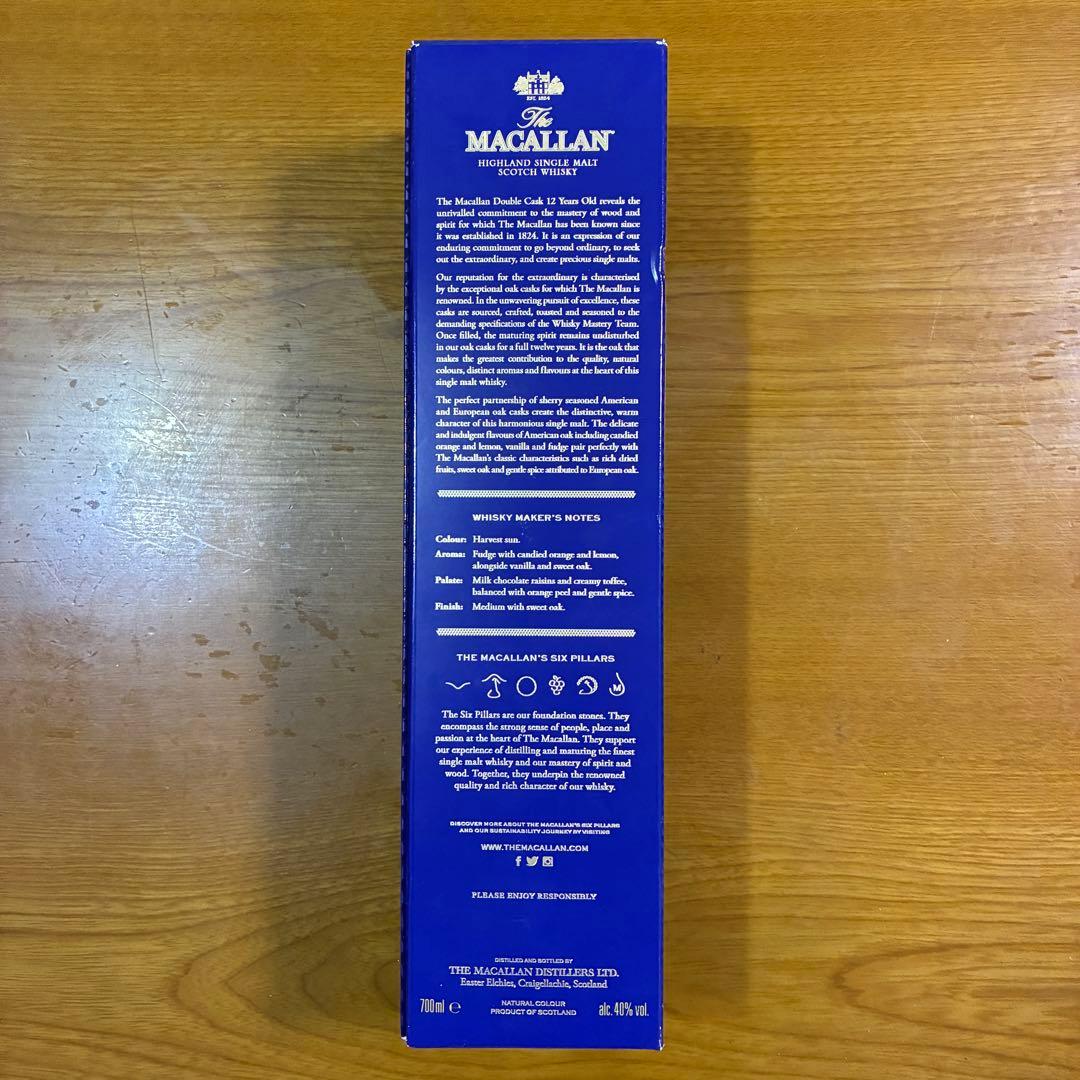 EST. 1824
The
MACALLAN
HIGHLAND SINGLE MALT
SCOTCH WHISKY
The Macallan Double Cask 12 Years Old reveals the
unrivalled commitment to the mastery of wood and
spirit for which The Macallan has been known since
it was established in 1824. It is an expression of our
enduring commitment to go beyond ordinary, to seek
out the extraordinary, and create precious single malts.
Our reputation for the extraordinary is characterised
by the exceptional oak casks for which The Macallan is
renowned. In the unwavering pursuit of excellence, these
casks are sourced, crafted, toasted and seasoned to the
demanding specifications of the Whisky Mastery Team.
Once filled, the maturing spirit remains undisturbed
in our oak casks for a full twelve years. It is the oak that
makes the greatest contribution to the quality, natural
colours, distinct aromas and flavours at the heart of this
single malt whisky.
The perfect partnership of sherry seasoned American
and European oak casks create the distinctive, warm
character of this harmonious single malt. The delicate
and indulgent flavours of American oak including candied
orange and lemon, vanilla and fudge pair perfectly with
The Macallan's classic characteristics such as rich dried
fruits, sweet oak and gentle spice attributed to European oak.
WHISKY MAKER'S NOTES
Colour: Harvest sun.
Aroma: Fudge with candied orange and lemon,
alongside vanilla and sweet oak.
Palate: Milk chocolate raisins and creamy toffee,
balanced with orange peel and gentle spice.
Finish: Medium with sweet oak.
THE MACALLAN'S SIX PILLARS
M
The Six Pillars are our foundation stones. They
encompass the strong sense of people, place and
passion at the heart of The Macallan. They support
our experience of distilling and maturing the finest
single malt whisky and our mastery of spirit and
wood. Together, they underpin the renowned
quality and rich character of our whisky.
DISCOVER MORE ABOUT THE MACALLAN'S SIX PILLARS
AND OUR SUSTAINABILITY JOURNEY BY VISITING
WWW.THEMACALLAN.COM
PLEASE ENJOY RESPONSIBLY
DISTILLED AND BOTTLED BY
THE MACALLAN DISTILLERS LTD.
Easter Elchies, Craigellachie, Scotland
700ml ℮ NATURAL COLOUR alc. 40% vol.
PRODUCT OF SCOTLAND